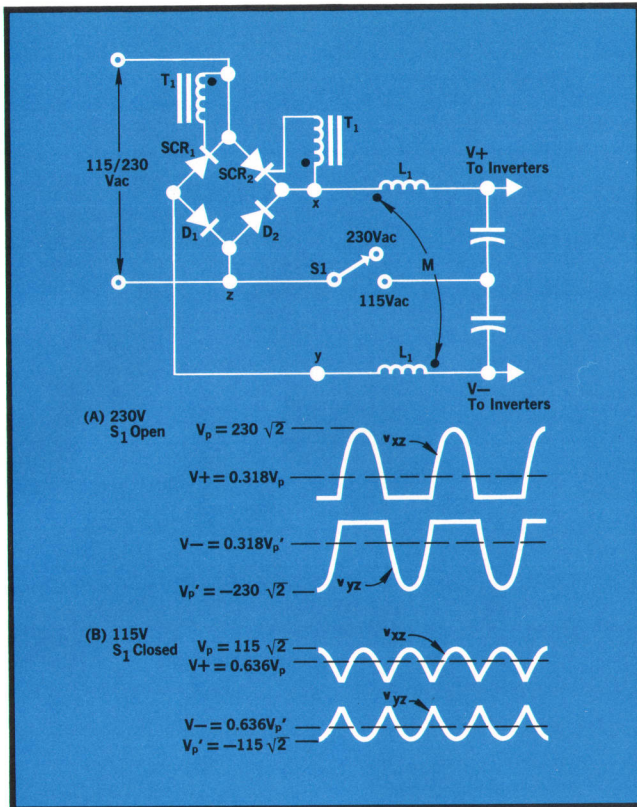 T1
T1
SCR1
SCR2
115/230
Vac
D1
D2
x
L1
V+
To Inverters
230Vac
S1
M
115Vac
z
y
L1
V—
To Inverters
(A) 230V
S1 Open
Vp = 230 √2
vxz
V+ = 0.318Vp
V— = 0.318Vp'
Vp' = —230 √2
vyz
(B) 115V
S1 Closed
Vp = 115 √2
vxz
V+ = 0.636Vp
vyz
V— = 0.636Vp'
Vp' = —115 √2